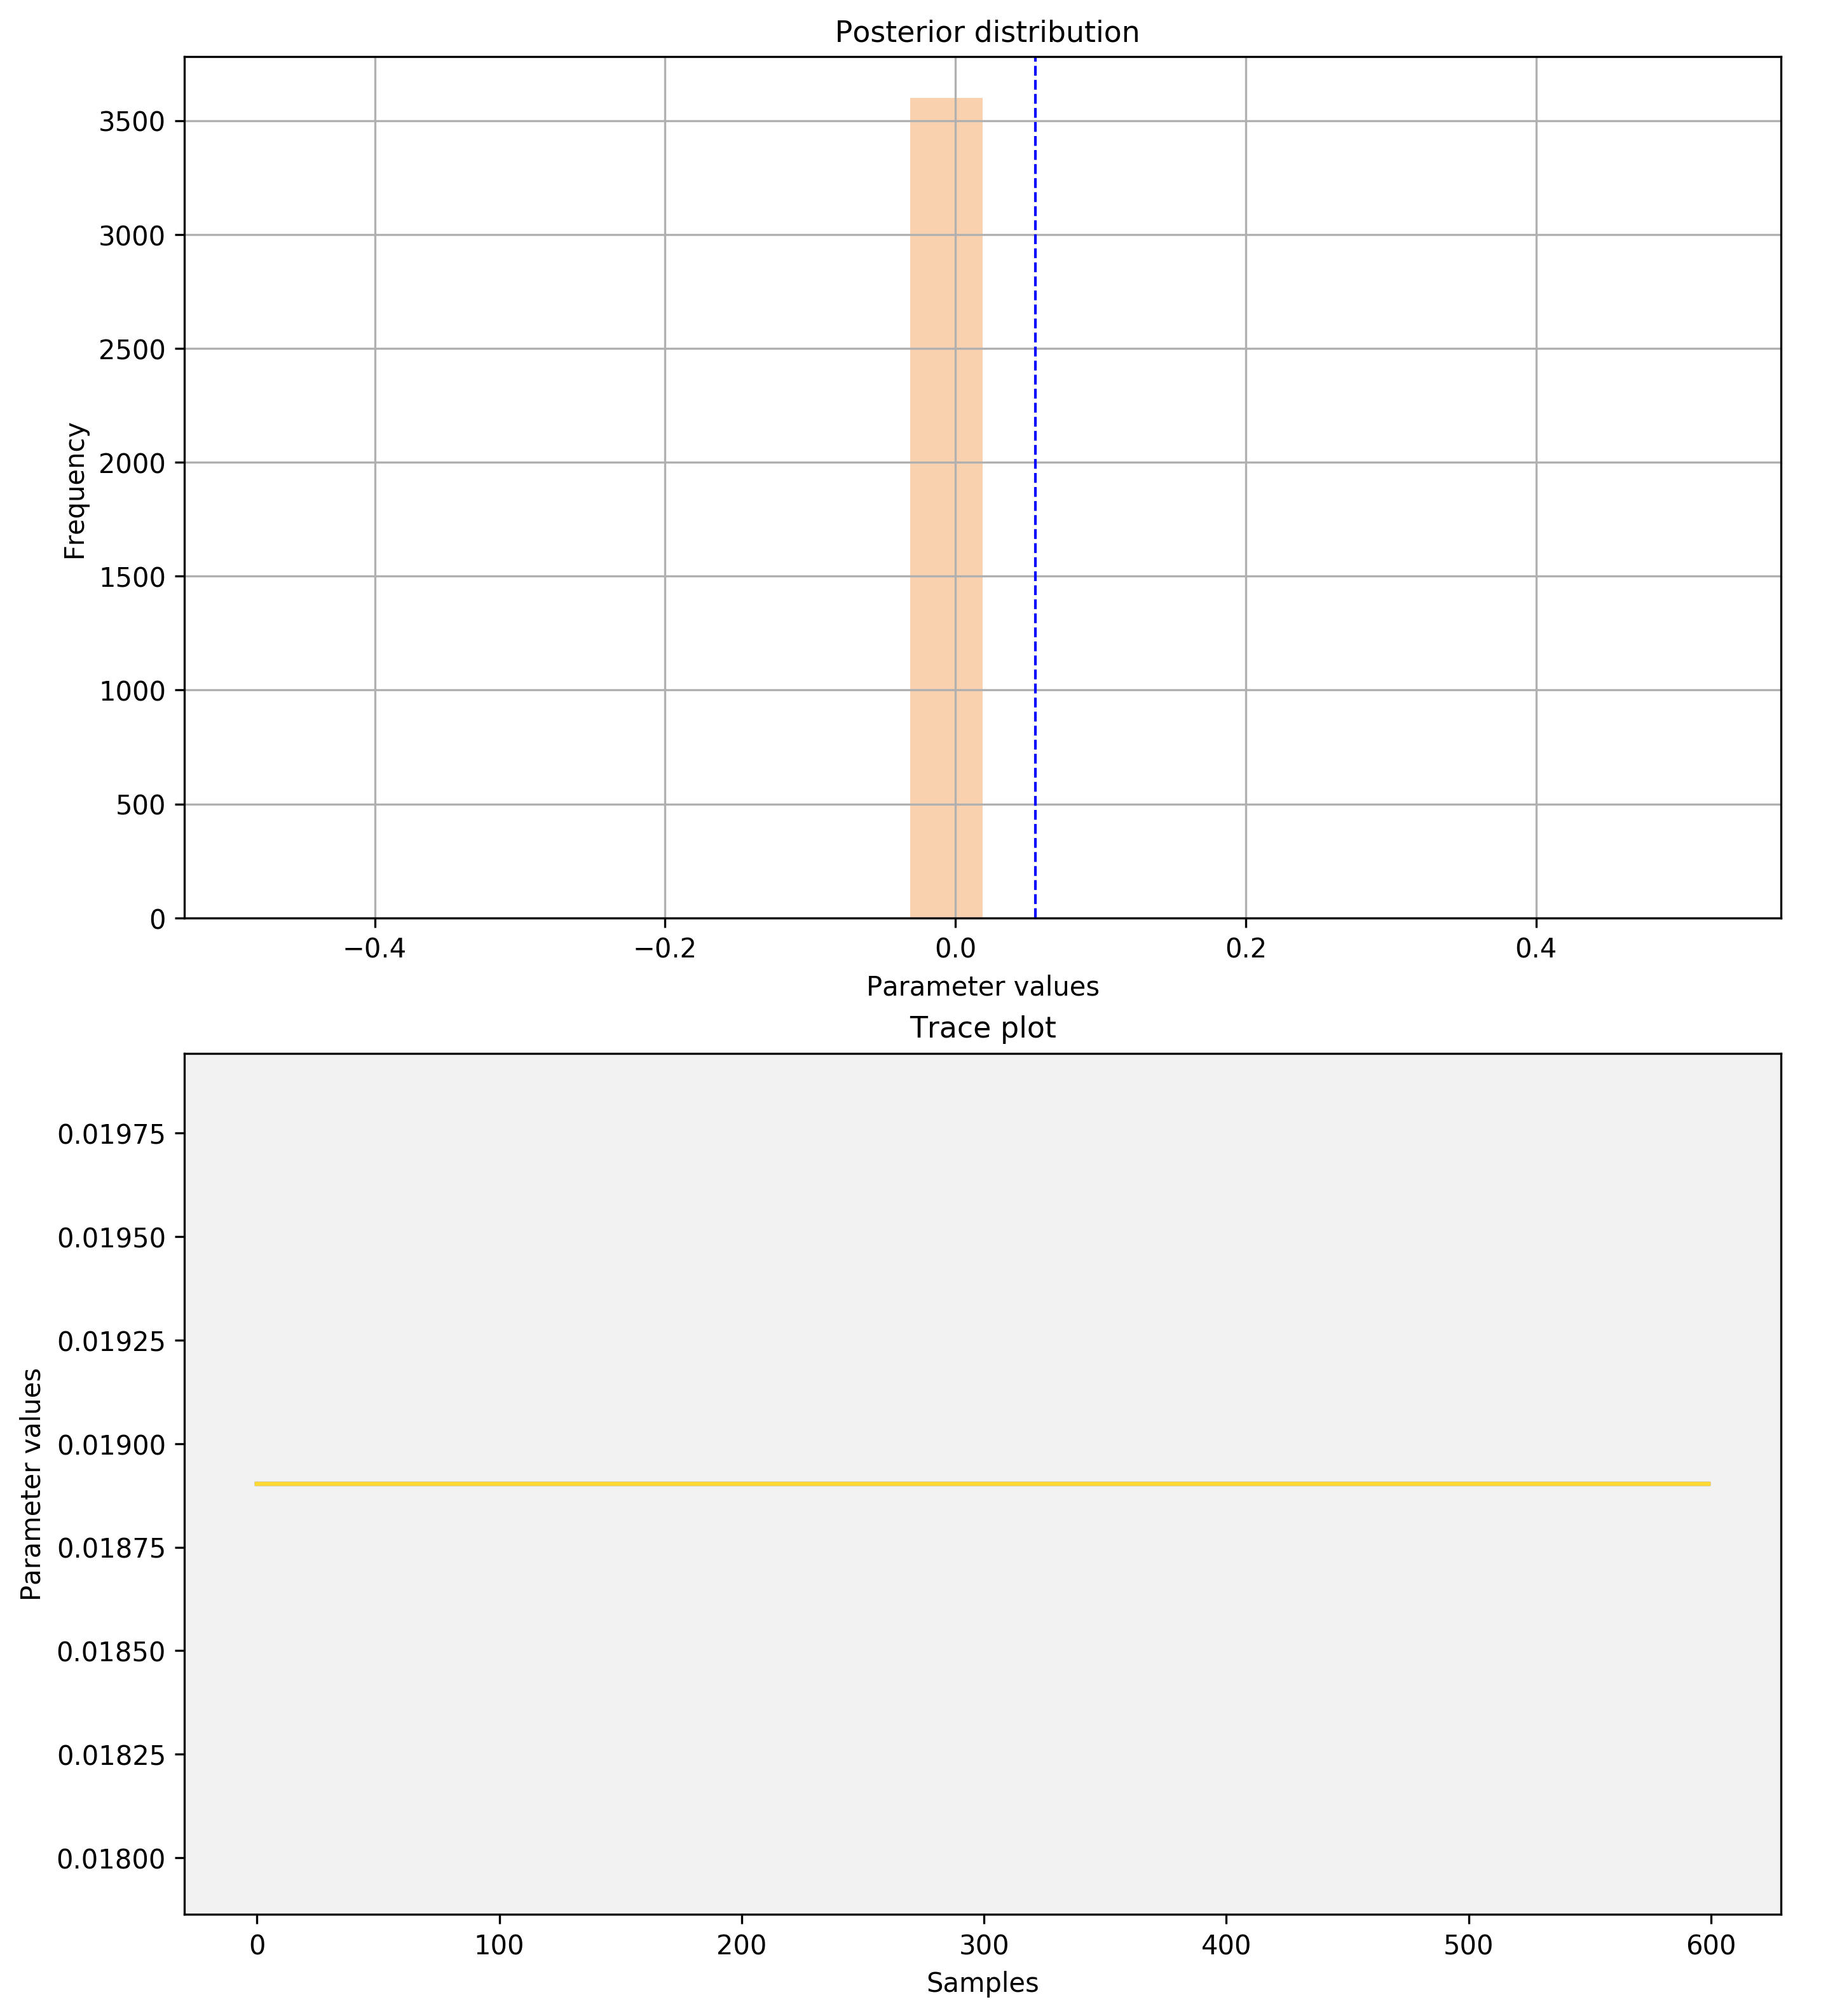 Posterior distribution
3500
3000
2500
2000
1500
1000
500
0
Frequency
−0.4 −0.2 0.0 0.2 0.4
Parameter values
Trace plot
0.01975
0.01950
0.01925
0.01900
0.01875
0.01850
0.01825
0.01800
Parameter values
0 100 200 300 400 500 600
Samples